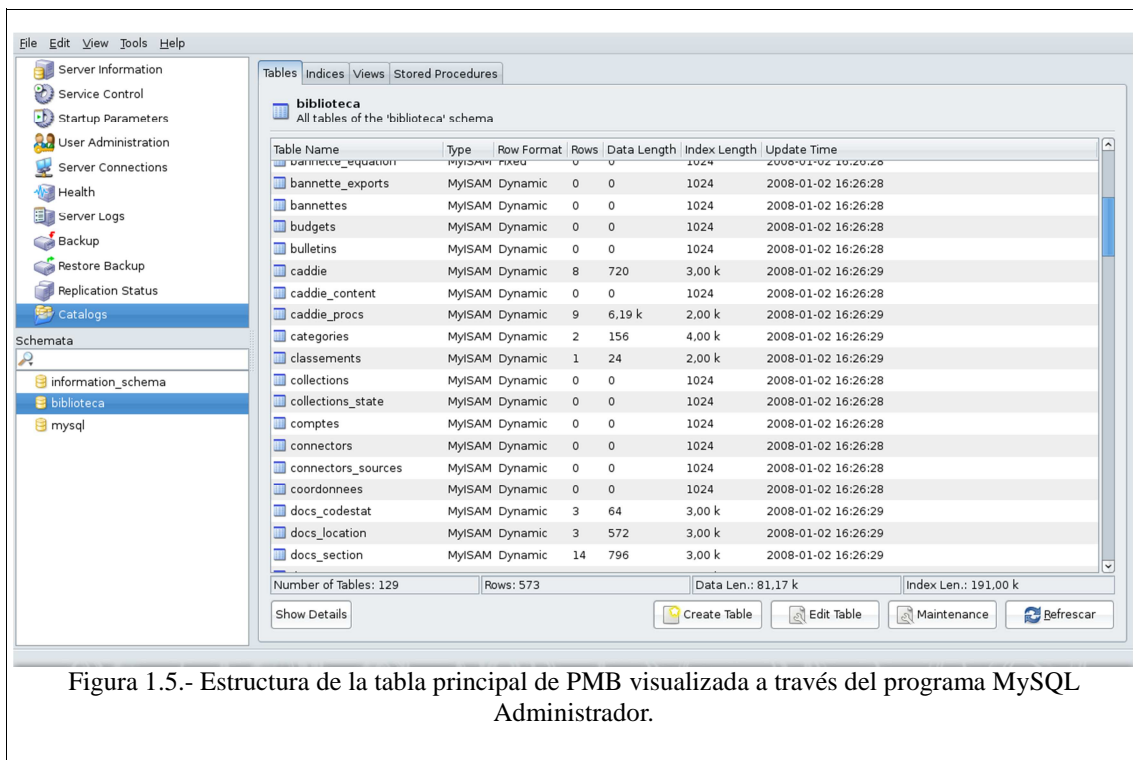 File Edit View Tools Help
Server Information
Service Control
Startup Parameters
User Administration
Server Connections
Health
Server Logs
Backup
Restore Backup
Replication Status
Catalogs
Schemata
information_schema
biblioteca
mysql
Tables Indices Views Stored Procedures
biblioteca
All tables of the 'biblioteca' schema
Table Name Type Row Format Rows Data Length Index Length Update Time
bannette_equation MyISAM Fixed 0 0 1024 2008-01-02 16:26:28
bannette_exports MyISAM Dynamic 0 0 1024 2008-01-02 16:26:28
bannettes MyISAM Dynamic 0 0 1024 2008-01-02 16:26:28
budgets MyISAM Dynamic 0 0 1024 2008-01-02 16:26:28
bulletins MyISAM Dynamic 0 0 1024 2008-01-02 16:26:28
caddie MyISAM Dynamic 8 720 3,00 k 2008-01-02 16:26:29
caddie_content MyISAM Dynamic 0 0 1024 2008-01-02 16:26:28
caddie_procs MyISAM Dynamic 9 6,19 k 2,00 k 2008-01-02 16:26:29
categories MyISAM Dynamic 2 156 4,00 k 2008-01-02 16:26:29
classements MyISAM Dynamic 1 24 2,00 k 2008-01-02 16:26:29
collections MyISAM Dynamic 0 0 1024 2008-01-02 16:26:28
collections_state MyISAM Dynamic 0 0 1024 2008-01-02 16:26:28
comptes MyISAM Dynamic 0 0 1024 2008-01-02 16:26:28
connectors MyISAM Dynamic 0 0 1024 2008-01-02 16:26:28
connectors_sources MyISAM Dynamic 0 0 1024 2008-01-02 16:26:28
coordonnees MyISAM Dynamic 0 0 1024 2008-01-02 16:26:28
docs_codestat MyISAM Dynamic 3 64 3,00 k 2008-01-02 16:26:29
docs_location MyISAM Dynamic 3 572 3,00 k 2008-01-02 16:26:29
docs_section MyISAM Dynamic 14 796 3,00 k 2008-01-02 16:26:29
Number of Tables: 129 Rows: 573 Data Len.: 81,17 k Index Len.: 191,00 k
Show Details Create Table Edit Table Maintenance Refrescar
Figura 1.5.- Estructura de la tabla principal de PMB visualizada a través del programa MySQL
Administrador.